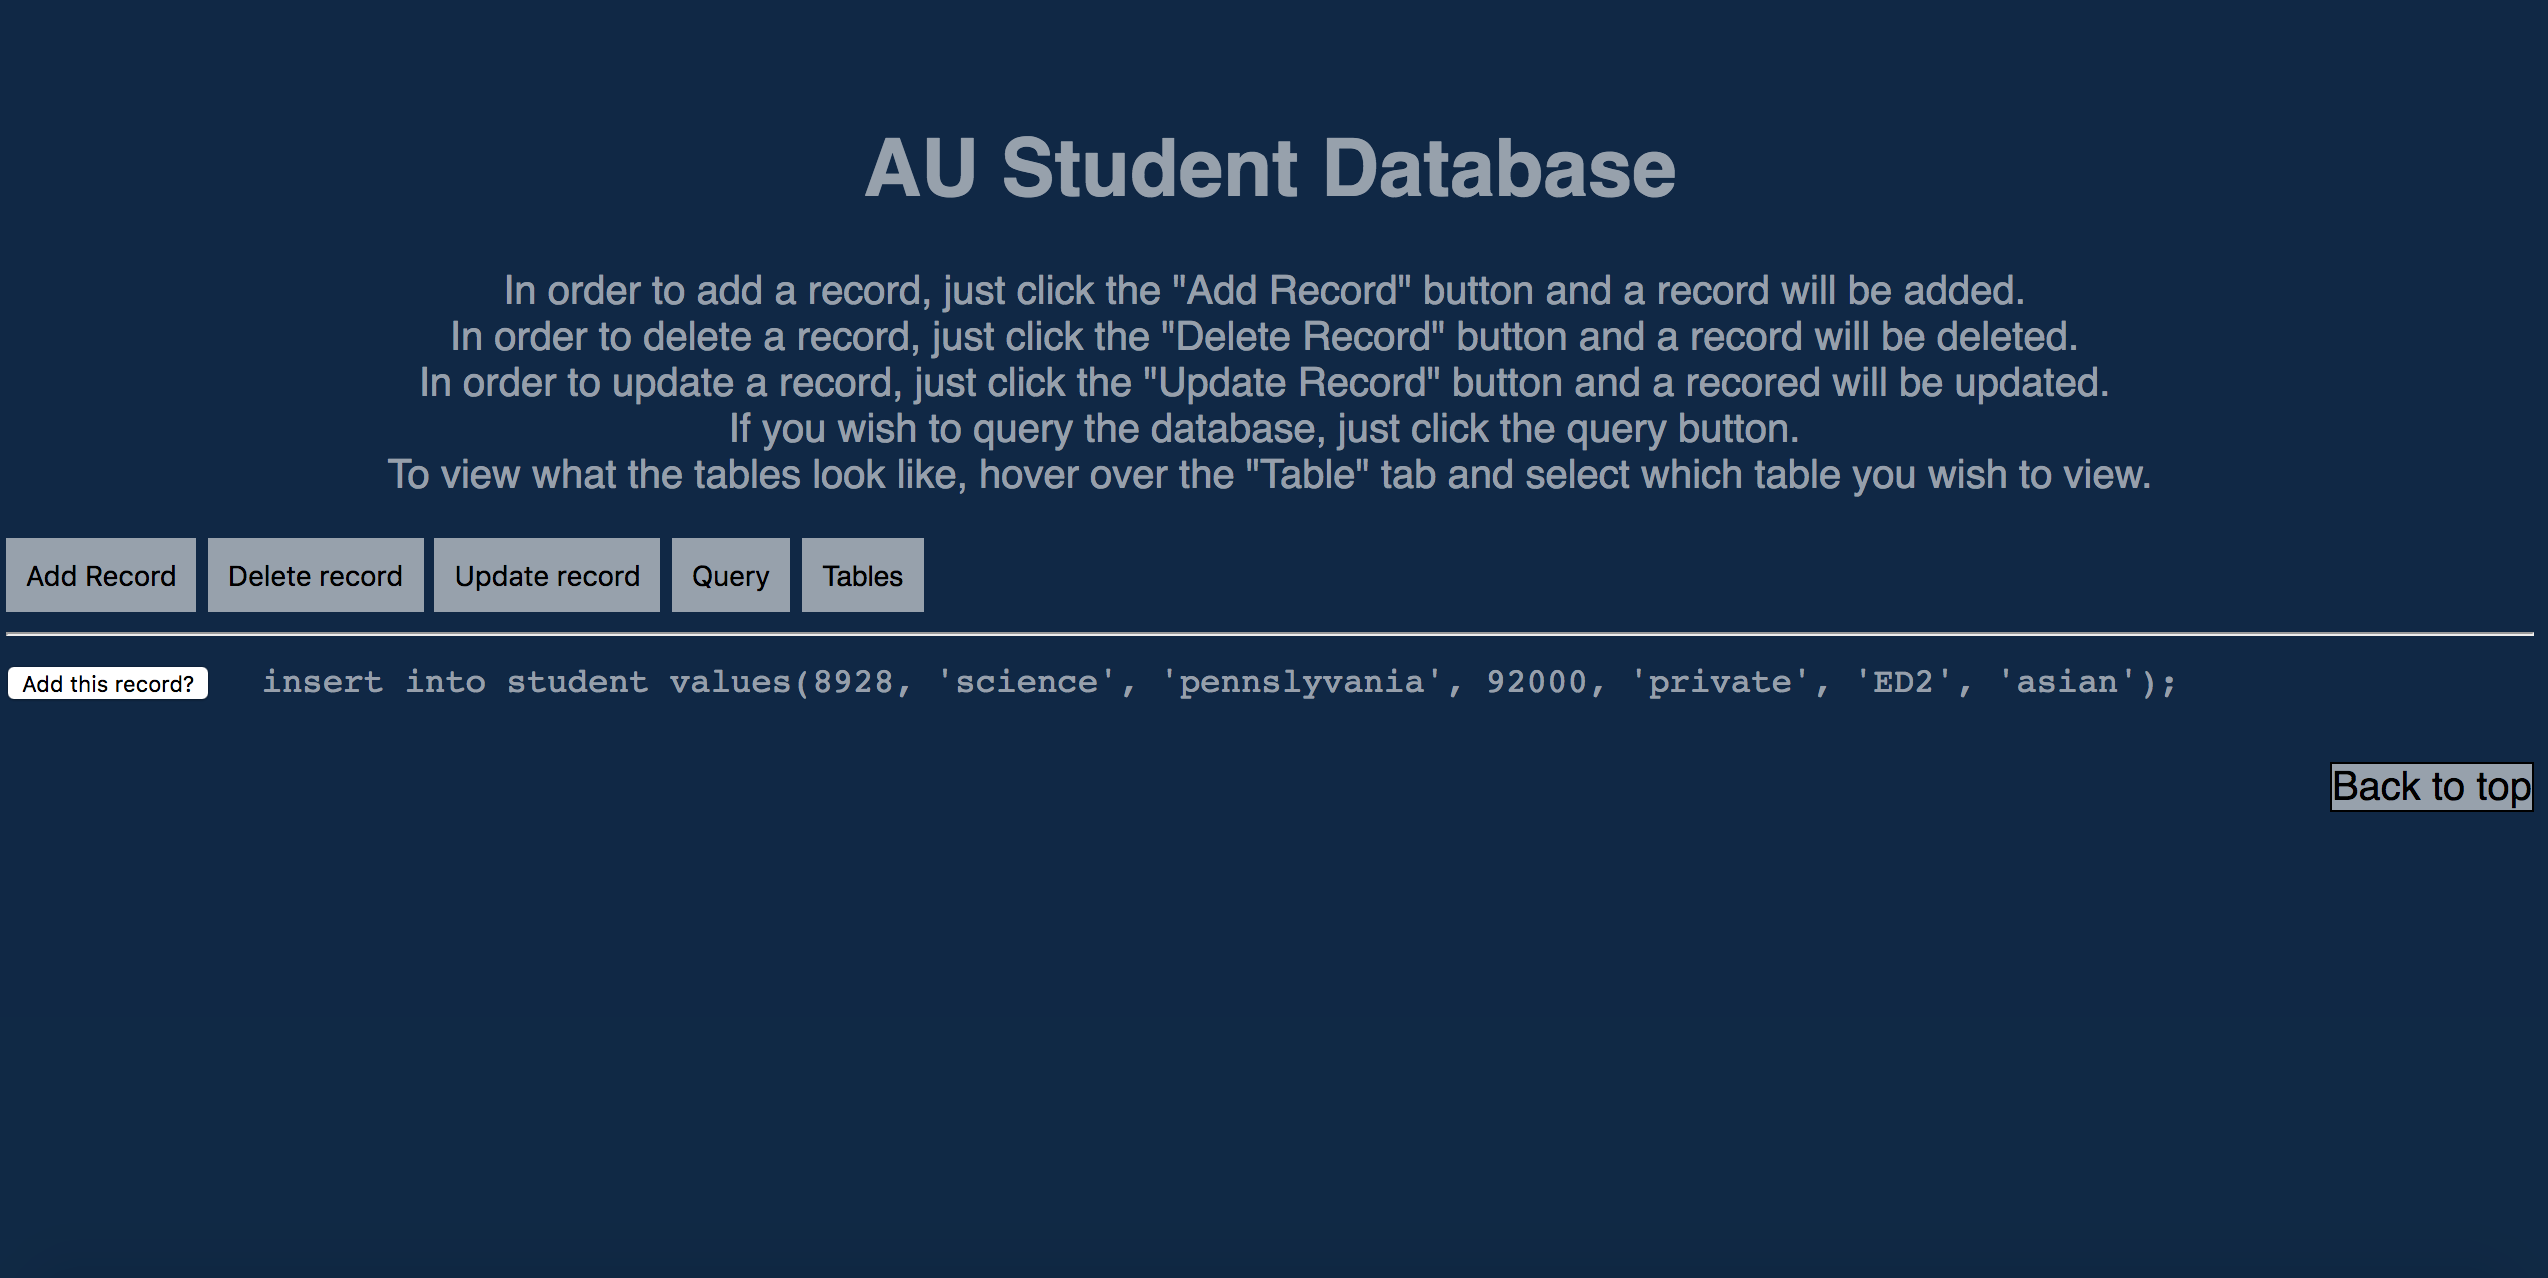 AU Student Database
In order to add a record, just click the "Add Record" button and a record will be added.
In order to delete a record, just click the "Delete Record" button and a record will be deleted.
In order to update a record, just click the "Update Record" button and a recored will be updated.
If you wish to query the database, just click the query button.
To view what the tables look like, hover over the "Table" tab and select which table you wish to view.
Add Record Delete record Update record Query Tables
Add this record? insert into student values(8928, 'science', 'pennslyvania', 92000, 'private', 'ED2', 'asian');
Back to top